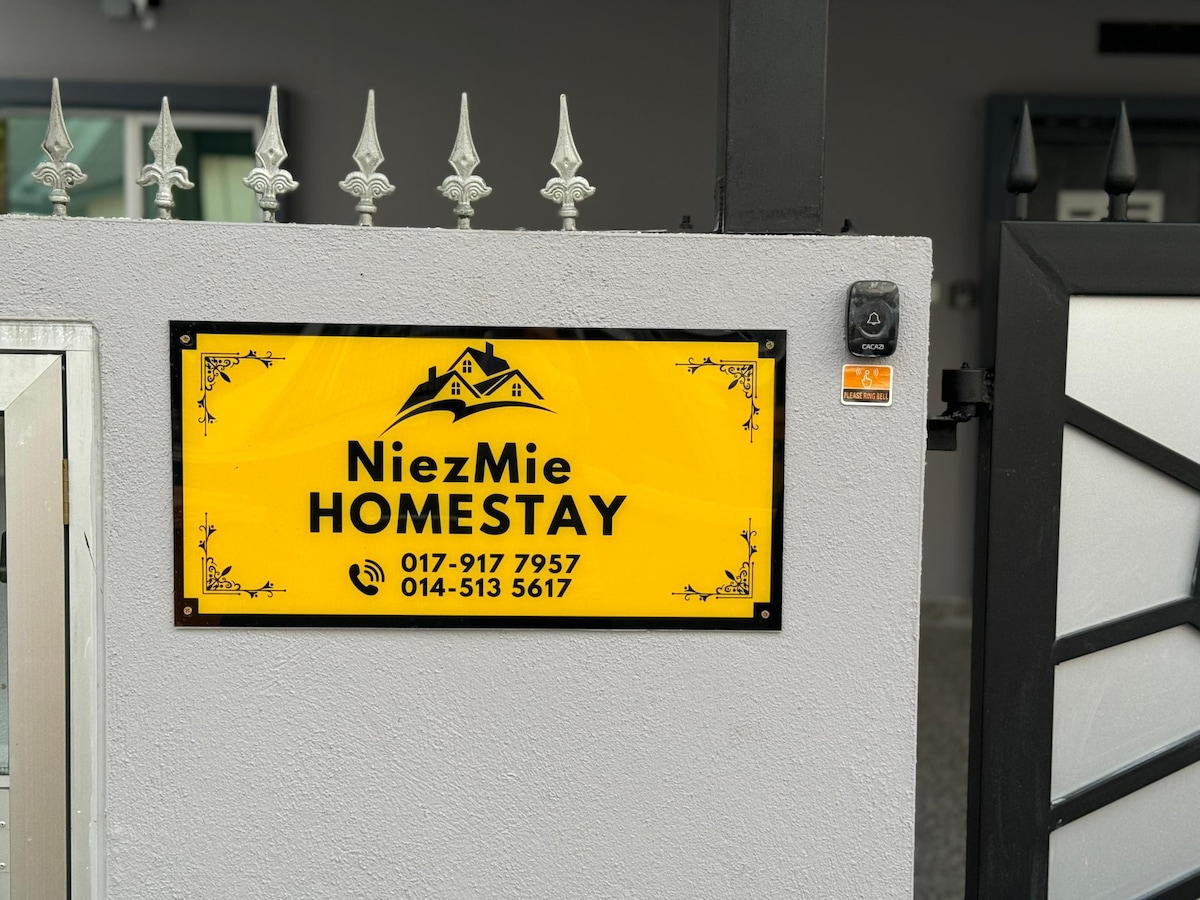 NiezMie
HOMESTAY
017-917 7957
014-513 5617
CACAZI
PLEASE RING BELL